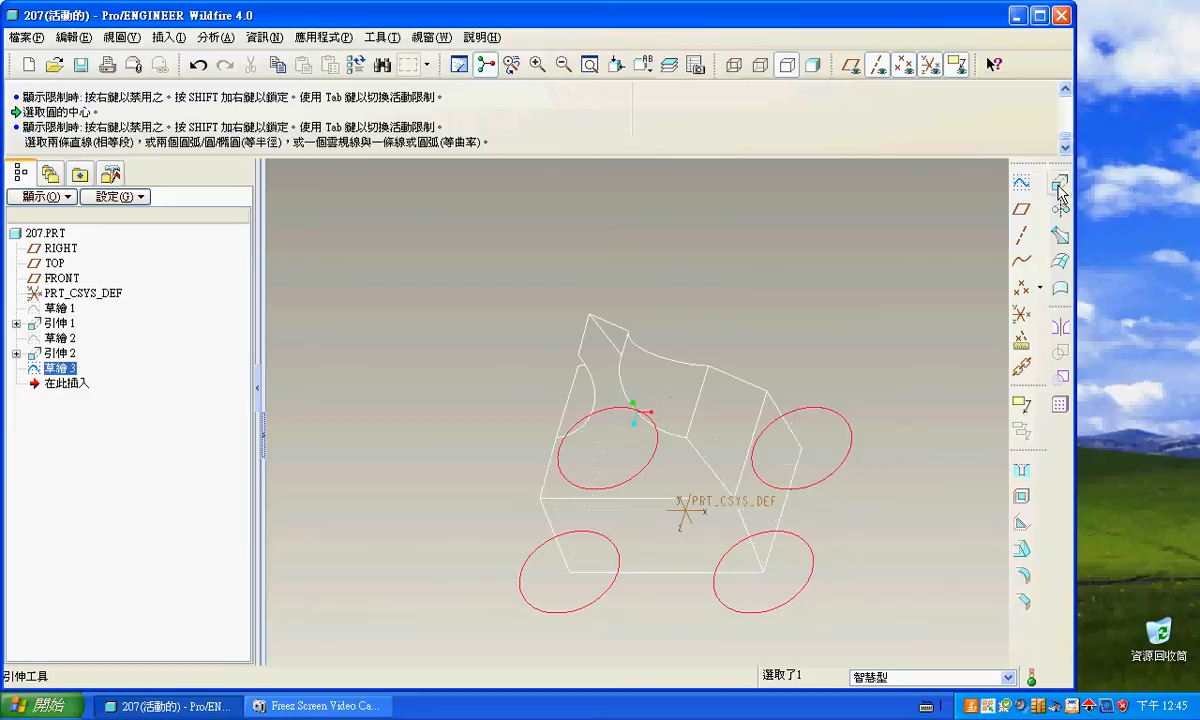 207(活動的) - Pro/ENGINEER Wildfire 4.0
檔案(F) 編輯(E) 視圖(V) 插入(I) 分析(A) 資訊(N) 應用程式(P) 工具(T) 視窗(W) 說明(H)
• 顯示限制時: 按右鍵以禁用之。按 SHIFT 加右鍵以鎖定。使用 Tab 鍵以切換活動限制。
選取圓的中心。
• 顯示限制時: 按右鍵以禁用之。按 SHIFT 加右鍵以鎖定。使用 Tab 鍵以切換活動限制。
選取兩條直線(相等段)，或兩個圓弧/圓/橢圓(等半徑)，或一個雲規線與一條線或圓弧(等曲率)。
顯示(O) 設定(G)
207.PRT
RIGHT
TOP
FRONT
PRT_CSYS_DEF
草繪 1
引伸 1
草繪 2
引伸 2
草繪 3
在此插入
PRT_CSYS_DEF
Y
X
Z
資源回收筒
引伸工具
選取了1
智慧型
開始
207(活動的) - Pro/EN...
Freez Screen Video Ca...
下午 12:45